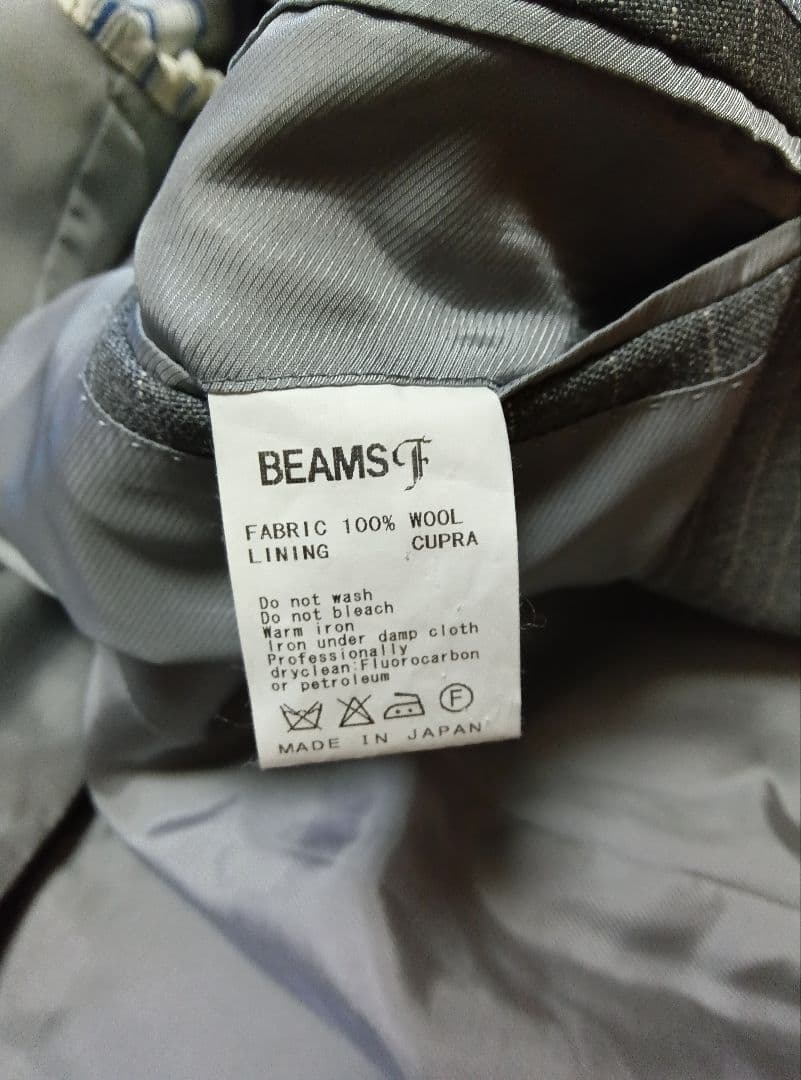 BEAMS F
FABRIC 100% WOOL
LINING CUPRA
Do not wash
Do not bleach
Warm iron
Iron under damp cloth
Professionally
dryclean:Fluorocarbon
or petroleum
F
MADE IN JAPAN